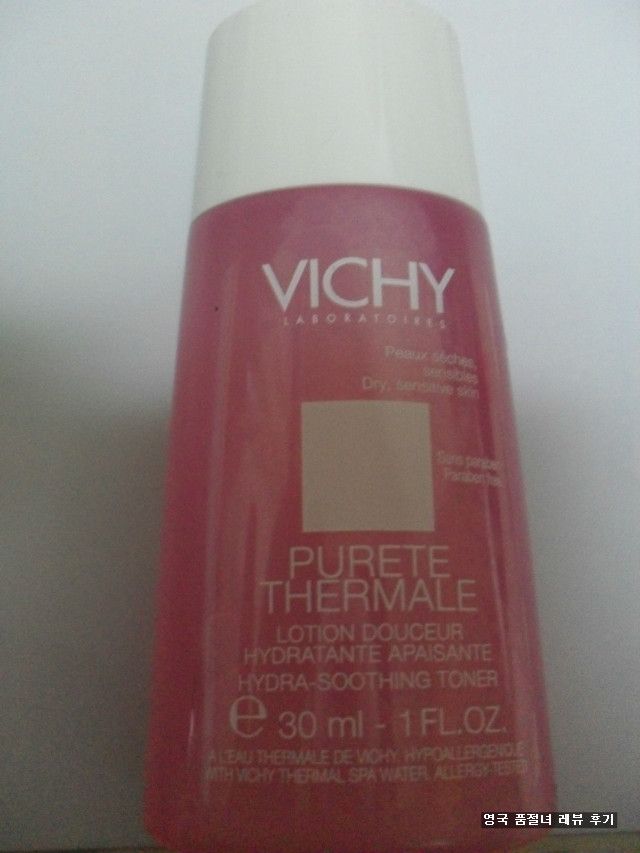 VICHY
LABORATOIRES
Peaux sèches,
sensibles
Dry, sensitive skin
Sans paraben
Paraben free
PURETE
THERMALE
LOTION DOUCEUR
HYDRATANTE APAISANTE
HYDRA-SOOTHING TONER
℮ 30 ml - 1 FL.OZ.
A L'EAU THERMALE DE VICHY. HYPOALLERGENIQUE
WITH VICHY THERMAL SPA WATER. ALLERGY-TESTED
영국 품절녀 레뷰 후기